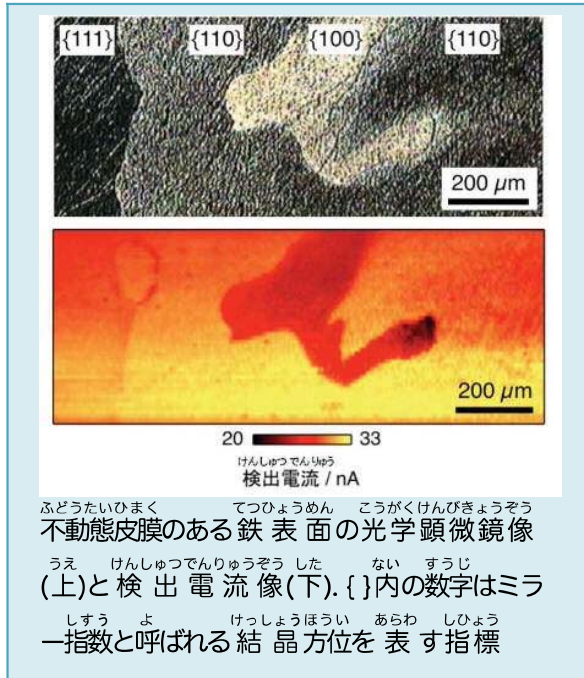 {111} {110} {100} {110}
200 µm
200 µm
20 33
けんしゅつ でんりゅう
検出電流 / nA
ふどうたいひまく てつひょうめん こうがくけんびきょうぞう
不動態皮膜のある鉄表面の光学顕微鏡像
うえ けんしゅつでんりゅうぞう した ない すうじ
(上)と検出電流像(下). { }内の数字はミラ
しすう よ けっしょうほうい あらわ しひょう
ー指数と呼ばれる結晶方位を表す指標